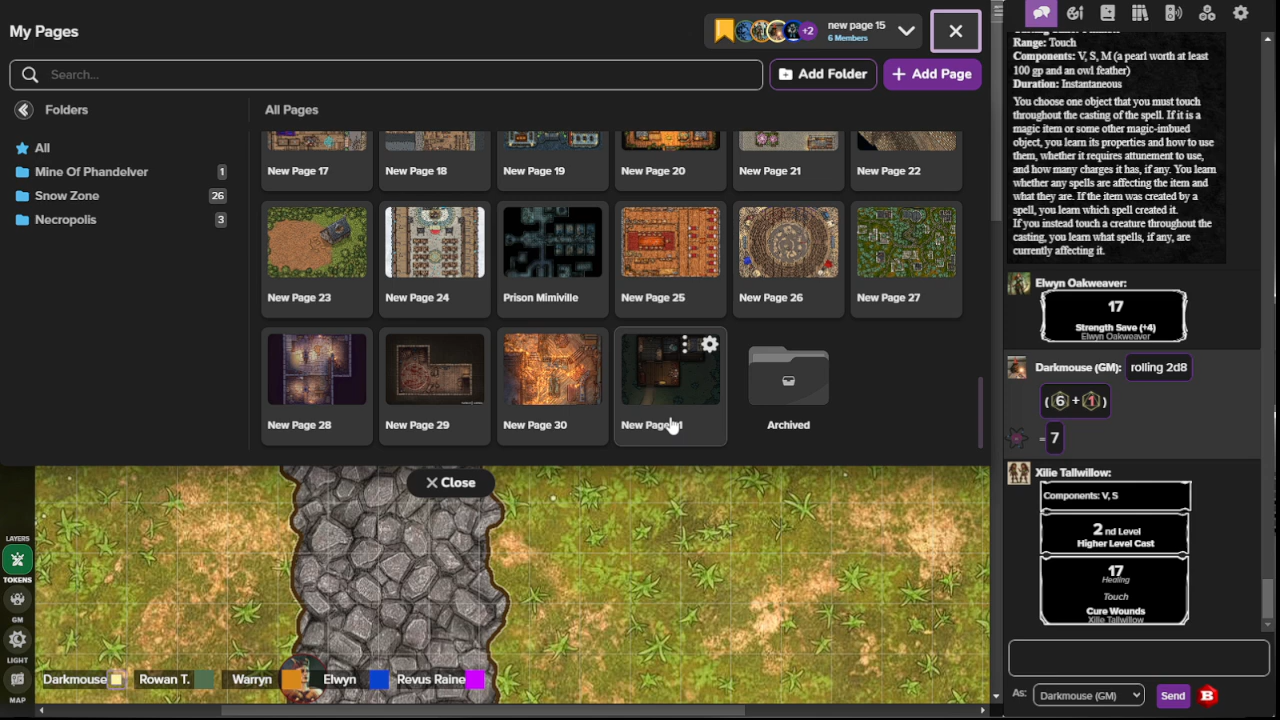 My Pages
+2
new page 15
6 Members
Search...
Add Folder
Add Page
Folders
All Pages
All
Mine Of Phandelver
1
Snow Zone
26
Necropolis
3
New Page 17
New Page 18
New Page 19
New Page 20
New Page 21
New Page 22
New Page 23
New Page 24
Prison Mimiville
New Page 25
New Page 26
New Page 27
New Page 28
New Page 29
New Page 30
New
Archived
Close
LAYERS
TOKENS
GM
LIGHT
MAP
Darkmouse
Rowan T.
Warryn
Elwyn
Revus Raine
Range: Touch
Components: V, S, M (a pearl worth at least
100 gp and an owl feather)
Duration: Instantaneous
You choose one object that you must touch
throughout the casting of the spell. If it is a
magic item or some other magic-imbued
object, you learn its properties and how to use
them, whether it requires attunement to use,
and how many charges it has, if any. You learn
whether any spells are affecting the item and
what they are. If the item was created by a
spell, you learn which spell created it.
If you instead touch a creature throughout the
casting, you learn what spells, if any, are
currently affecting it.
Elwyn Oakweaver:
17
Strength Save (+4)
Elwyn Oakweaver
Darkmouse (GM): rolling 2d8
(6+1)
= 7
Xilie Tallwillow:
Components: V, S
2nd Level
Higher Level Cast
17
Healing
Touch
Cure Wounds
Xilie Tallwillow
As: Darkmouse (GM)
Send
B